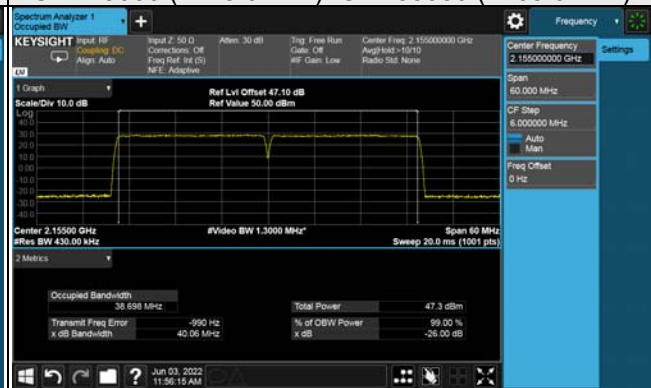 Spectrum Analyzer 1
Occupied BW
Frequency
KEYSIGHT
Input: RF
Coupling: DC
Align: Auto
Input Z: 50 Ω
Corrections: Off
Freq Ref: Int (S)
NFE: Adaptive
Atten: 30 dB
Trig: Free Run
Gate: Off
#IF Gain: Low
Center Freq: 2.155000000 GHz
Avg|Hold:>10/10
Radio Std: None
Center Frequency
2.155000000 GHz
Settings
Span
60.000 MHz
CF Step
6.000000 MHz
Auto
Man
Freq Offset
0 Hz
1 Graph
Scale/Div 10.0 dB
Ref Lvl Offset 47.10 dB
Ref Value 50.00 dBm
Log
40.0
30.0
20.0
10.0
0.00
-10.0
-20.0
-30.0
-40.0
Center 2.15500 GHz
#Res BW 430.00 kHz
#Video BW 1.3000 MHz*
Span 60 MHz
Sweep 20.0 ms (1001 pts)
2 Metrics
Occupied Bandwidth
38.698 MHz
Total Power
47.3 dBm
Transmit Freq Error
-990 Hz
% of OBW Power
99.00 %
x dB Bandwidth
40.06 MHz
x dB
-26.00 dB
Jun 03, 2022
11:56:15 AM